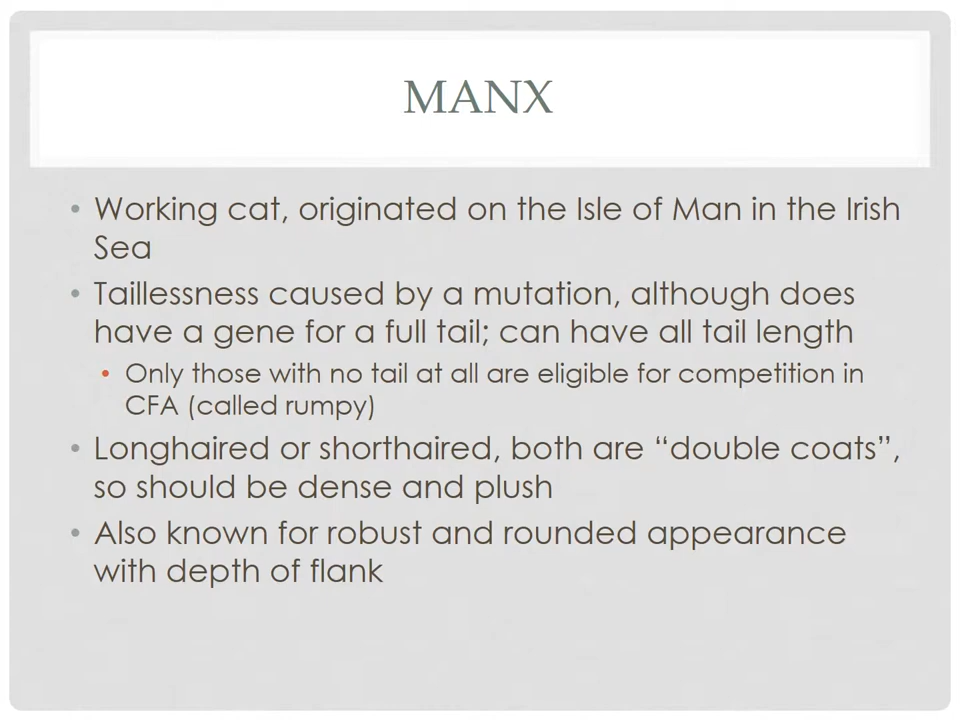 MANX
• Working cat, originated on the Isle of Man in the Irish
Sea
• Taillessness caused by a mutation, although does
have a gene for a full tail; can have all tail length
• Only those with no tail at all are eligible for competition in
CFA (called rumpy)
• Longhaired or shorthaired, both are “double coats”,
so should be dense and plush
• Also known for robust and rounded appearance
with depth of flank